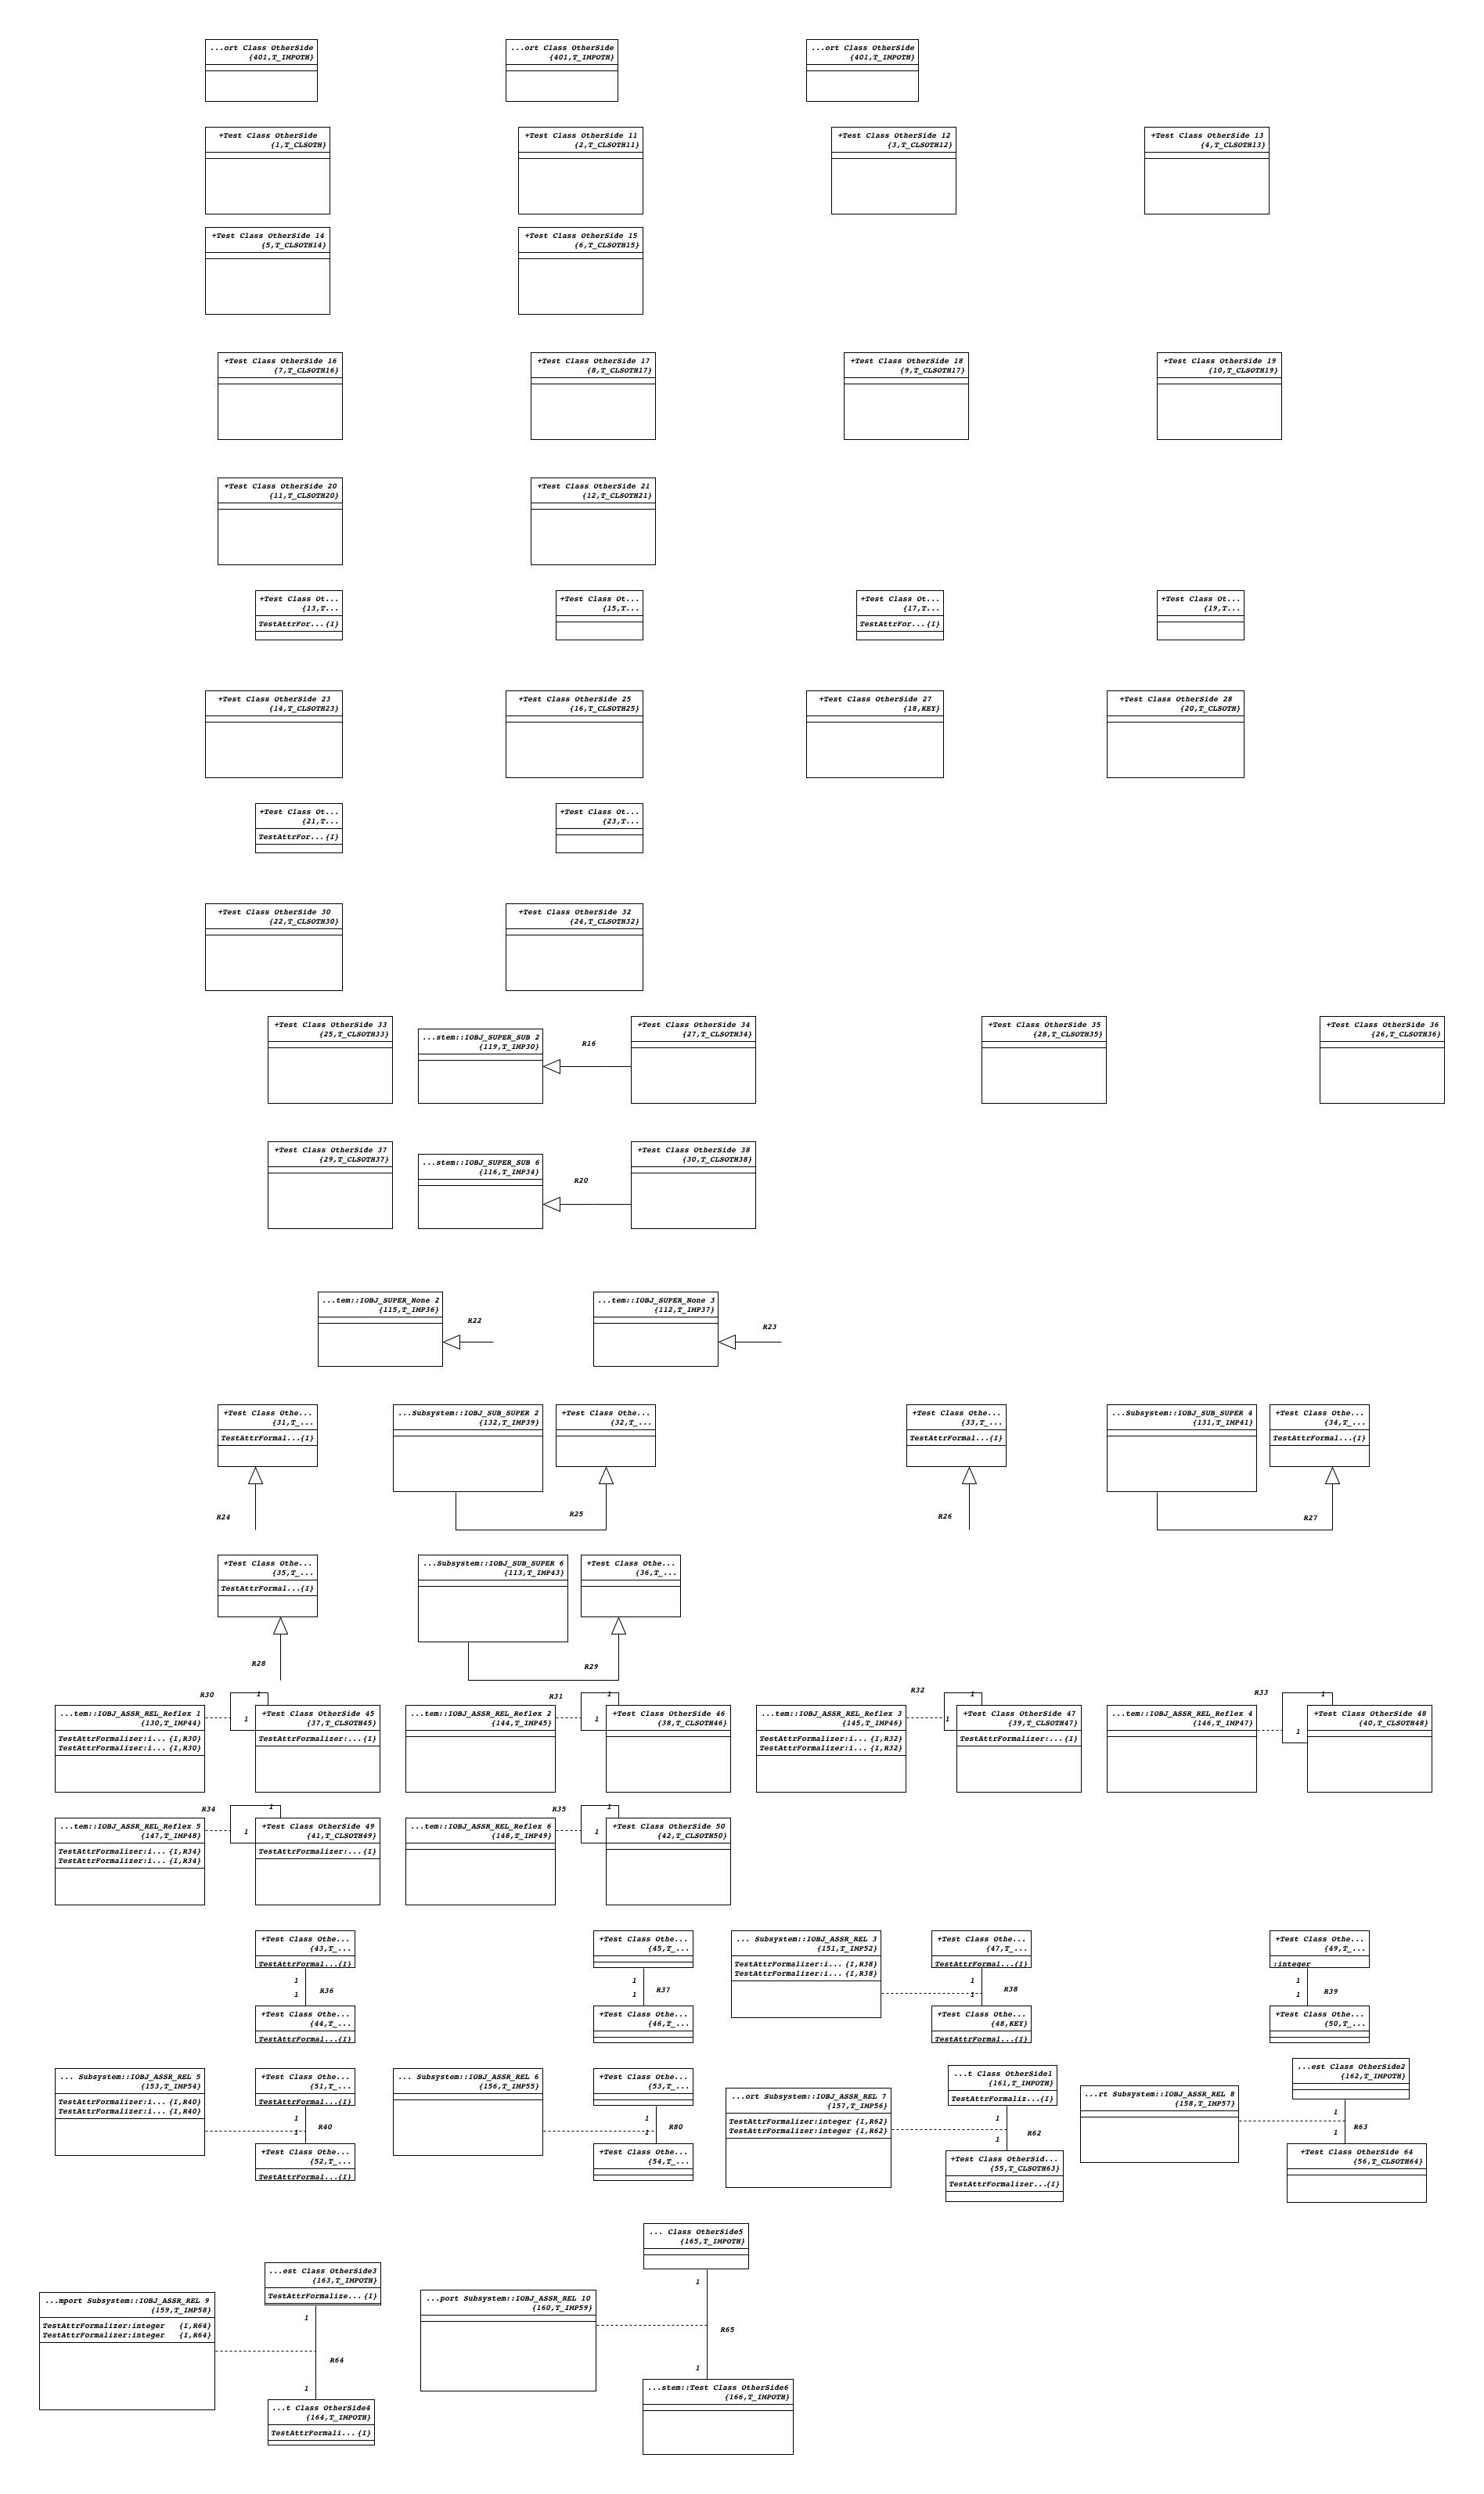 ...ort Class OtherSide
{401,T_IMPOTH}
...ort Class OtherSide
{401,T_IMPOTH}
...ort Class OtherSide
{401,T_IMPOTH}
+Test Class OtherSide
{1,T_CLSOTH}
+Test Class OtherSide 11
{2,T_CLSOTH11}
+Test Class OtherSide 12
{3,T_CLSOTH12}
+Test Class OtherSide 13
{4,T_CLSOTH13}
+Test Class OtherSide 14
{5,T_CLSOTH14}
+Test Class OtherSide 15
{6,T_CLSOTH15}
+Test Class OtherSide 16
{7,T_CLSOTH16}
+Test Class OtherSide 17
{8,T_CLSOTH17}
+Test Class OtherSide 18
{9,T_CLSOTH17}
+Test Class OtherSide 19
{10,T_CLSOTH19}
+Test Class OtherSide 20
{11,T_CLSOTH20}
+Test Class OtherSide 21
{12,T_CLSOTH21}
+Test Class Ot...
{13,T...
TestAttrFor...{I}
+Test Class Ot...
{15,T...
+Test Class Ot...
{17,T...
TestAttrFor...{I}
+Test Class Ot...
{19,T...
+Test Class OtherSide 23
{14,T_CLSOTH23}
+Test Class OtherSide 25
{16,T_CLSOTH25}
+Test Class OtherSide 27
{18,KEY}
+Test Class OtherSide 28
{20,T_CLSOTH}
+Test Class Ot...
{21,T...
TestAttrFor...{I}
+Test Class Ot...
{23,T...
+Test Class OtherSide 30
{22,T_CLSOTH30}
+Test Class OtherSide 32
{24,T_CLSOTH32}
+Test Class OtherSide 33
{25,T_CLSOTH33}
...stem::IOBJ_SUPER_SUB 2
{119,T_IMP30}
R16
+Test Class OtherSide 34
{27,T_CLSOTH34}
+Test Class OtherSide 35
{28,T_CLSOTH35}
+Test Class OtherSide 36
{26,T_CLSOTH36}
+Test Class OtherSide 37
{29,T_CLSOTH37}
...stem::IOBJ_SUPER_SUB 6
{116,T_IMP34}
R20
+Test Class OtherSide 38
{30,T_CLSOTH38}
...tem::IOBJ_SUPER_None 2
{115,T_IMP36}
R22
...tem::IOBJ_SUPER_None 3
{112,T_IMP37}
R23
+Test Class Othe...
{31,T_...
TestAttrFormal...{I}
R24
...Subsystem::IOBJ_SUB_SUPER 2
{132,T_IMP39}
+Test Class Othe...
{32,T_...
R25
+Test Class Othe...
{33,T_...
TestAttrFormal...{I}
R26
...Subsystem::IOBJ_SUB_SUPER 4
{131,T_IMP41}
+Test Class Othe...
{34,T_...
TestAttrFormal...{I}
R27
+Test Class Othe...
{35,T_...
TestAttrFormal...{I}
R28
...Subsystem::IOBJ_SUB_SUPER 6
{113,T_IMP43}
+Test Class Othe...
{36,T_...
R29
...tem::IOBJ_ASSR_REL_Reflex 1
{130,T_IMP44}
TestAttrFormalizer:i... {I,R30}
TestAttrFormalizer:i... {I,R30}
R30
1
1
+Test Class OtherSide 45
{37,T_CLSOTH45}
TestAttrFormalizer:...{I}
...tem::IOBJ_ASSR_REL_Reflex 2
{144,T_IMP45}
R31
1
1
+Test Class OtherSide 46
{38,T_CLSOTH46}
...tem::IOBJ_ASSR_REL_Reflex 3
{145,T_IMP46}
TestAttrFormalizer:i... {I,R32}
TestAttrFormalizer:i... {I,R32}
R32
1
1
+Test Class OtherSide 47
{39,T_CLSOTH47}
TestAttrFormalizer:...{I}
...tem::IOBJ_ASSR_REL_Reflex 4
{146,T_IMP47}
R33
1
1
+Test Class OtherSide 48
{40,T_CLSOTH48}
...tem::IOBJ_ASSR_REL_Reflex 5
{147,T_IMP48}
TestAttrFormalizer:i... {I,R34}
TestAttrFormalizer:i... {I,R34}
R34
1
1
+Test Class OtherSide 49
{41,T_CLSOTH49}
TestAttrFormalizer:...{I}
...tem::IOBJ_ASSR_REL_Reflex 6
{148,T_IMP49}
R35
1
1
+Test Class OtherSide 50
{42,T_CLSOTH50}
+Test Class Othe...
{43,T_...
TestAttrFormal...{I}
1
1
R36
+Test Class Othe...
{44,T_...
TestAttrFormal...{I}
+Test Class Othe...
{45,T_...
1
1
R37
+Test Class Othe...
{46,T_...
... Subsystem::IOBJ_ASSR_REL 3
{151,T_IMP52}
TestAttrFormalizer:i... {I,R38}
TestAttrFormalizer:i... {I,R38}
+Test Class Othe...
{47,T_...
TestAttrFormal...{I}
1
1
R38
+Test Class Othe...
{48,KEY}
TestAttrFormal...{I}
+Test Class Othe...
{49,T_...
:integer
1
1
R39
+Test Class Othe...
{50,T_...
... Subsystem::IOBJ_ASSR_REL 5
{153,T_IMP54}
TestAttrFormalizer:i... {I,R40}
TestAttrFormalizer:i... {I,R40}
+Test Class Othe...
{51,T_...
TestAttrFormal...{I}
1
1
R40
+Test Class Othe...
{52,T_...
TestAttrFormal...{I}
... Subsystem::IOBJ_ASSR_REL 6
{156,T_IMP55}
+Test Class Othe...
{53,T_...
1
1
R80
+Test Class Othe...
{54,T_...
...ort Subsystem::IOBJ_ASSR_REL 7
{157,T_IMP56}
TestAttrFormalizer:integer {I,R62}
TestAttrFormalizer:integer {I,R62}
...t Class OtherSide1
{161,T_IMPOTH}
TestAttrFormaliz...{I}
1
1
R62
+Test Class OtherSid...
{55,T_CLSOTH63}
TestAttrFormalizer...{I}
...rt Subsystem::IOBJ_ASSR_REL 8
{158,T_IMP57}
...est Class OtherSide2
{162,T_IMPOTH}
1
1
R63
+Test Class OtherSide 64
{56,T_CLSOTH64}
...mport Subsystem::IOBJ_ASSR_REL 9
{159,T_IMP58}
TestAttrFormalizer:integer {I,R64}
TestAttrFormalizer:integer {I,R64}
...est Class OtherSide3
{163,T_IMPOTH}
TestAttrFormalize...{I}
1
R64
1
...t Class OtherSide4
{164,T_IMPOTH}
TestAttrFormali...{I}
...port Subsystem::IOBJ_ASSR_REL 10
{160,T_IMP59}
... Class OtherSide5
{165,T_IMPOTH}
1
R65
1
...stem::Test Class OtherSide6
{166,T_IMPOTH}